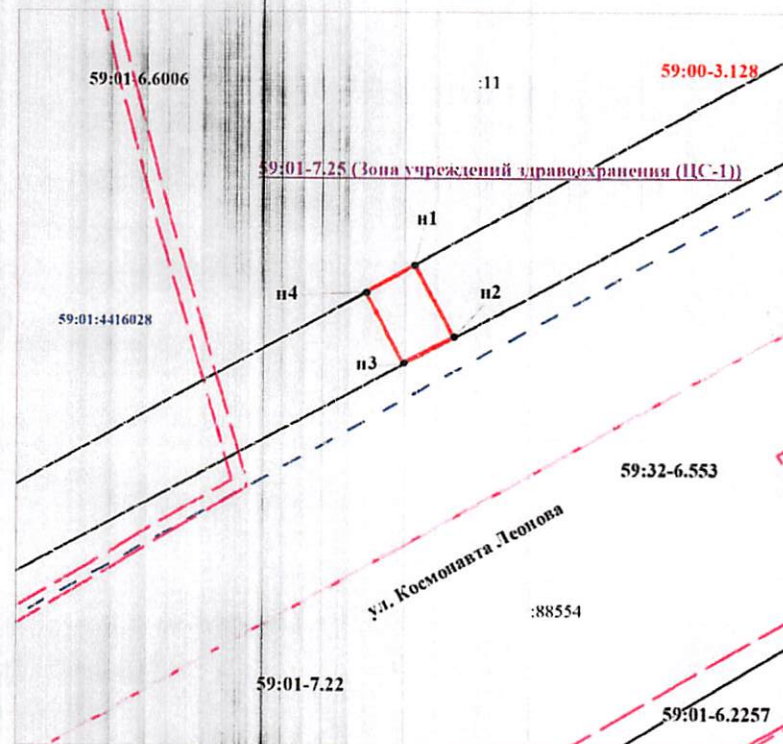 59:01-6.6006
:11
59:00-3.128
59:01-7.25 (Зона учреждений здравоохранения (ЦС-1))
н1
н4
н2
59:01:4416028
н3
59:32-6.553
ул. Космонавта Леонова
:88554
59:01-7.22
59:01-6.2257